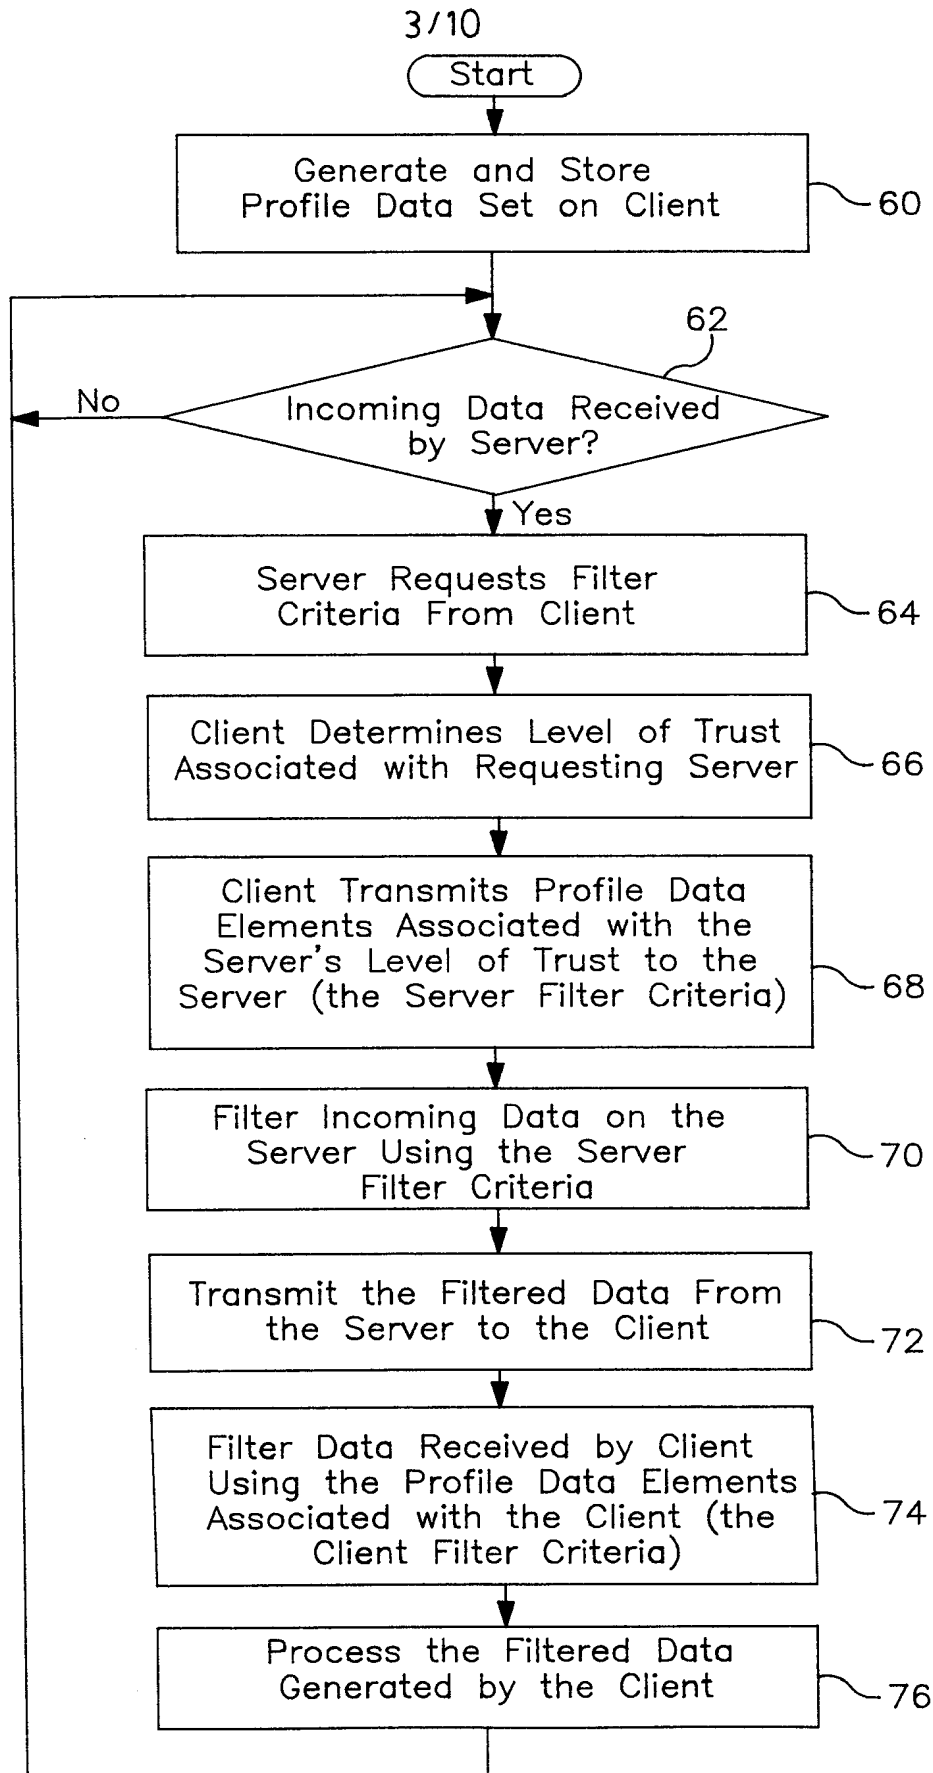 3/10
Start
Generate and Store
Profile Data Set on Client
60
62
No
Incoming Data Received
by Server?
Yes
Server Requests Filter
Criteria From Client
64
Client Determines Level of Trust
Associated with Requesting Server
66
Client Transmits Profile Data
Elements Associated with the
Server's Level of Trust to the
Server (the Server Filter Criteria)
68
Filter Incoming Data on the
Server Using the Server
Filter Criteria
70
Transmit the Filtered Data From
the Server to the Client
72
Filter Data Received by Client
Using the Profile Data Elements
Associated with the Client (the
Client Filter Criteria)
74
Process the Filtered Data
Generated by the Client
76